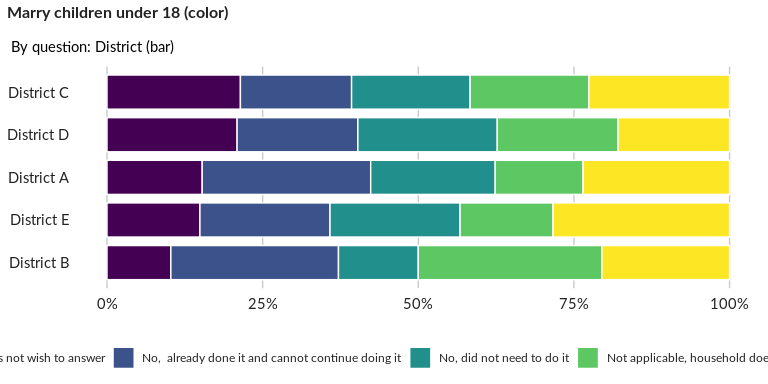 Marry children under 18 (color)
By question: District (bar)
District C
District D
District A
District E
District B
0% 25% 50% 75% 100%
s not wish to answer No, already done it and cannot continue doing it No, did not need to do it Not applicable, household doe